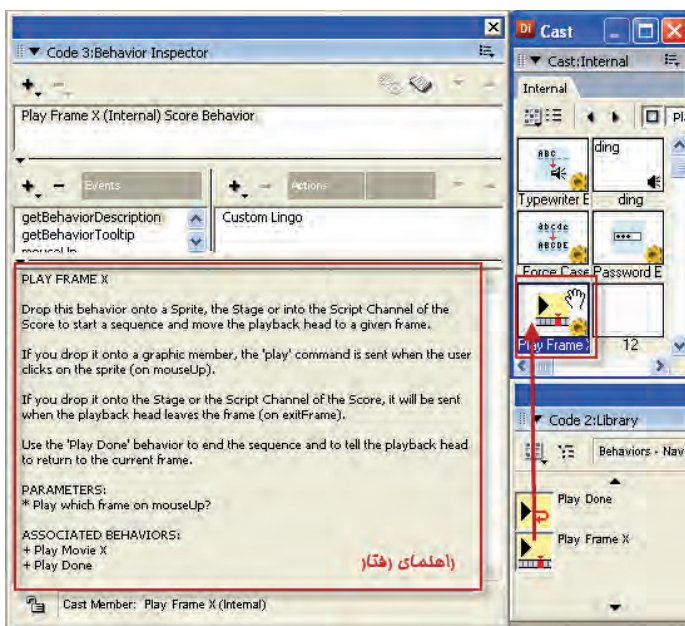 Code 3:Behavior Inspector
Play Frame X (Internal) Score Behavior
Events
Actions
getBehaviorDescription
getBehaviorTooltip
mouseUp
Custom Lingo
PLAY FRAME X
Drop this behavior onto a Sprite, the Stage or into the Script Channel of the
Score to start a sequence and move the playback head to a given frame.
If you drop it onto a graphic member, the 'play' command is sent when the user
clicks on the sprite (on mouseUp).
If you drop it onto the Stage or the Script Channel of the Score, it will be sent
when the playback head leaves the frame (on exitFrame).
Use the 'Play Done' behavior to end the sequence and to tell the playback head
to return to the current frame.
PARAMETERS:
* Play which frame on mouseUp?
ASSOCIATED BEHAVIORS:
+ Play Movie X
+ Play Done
راهنمای رفتار
Cast Member: Play Frame X (Internal)
Di Cast
Cast:Internal
Internal
Pl
ABC
ding
Typewriter E
ding
abcde
ABCDE
Force Case
Password E
Play Frame X
12
Code 2:Library
Behaviors - Nav
Play Done
Play Frame X